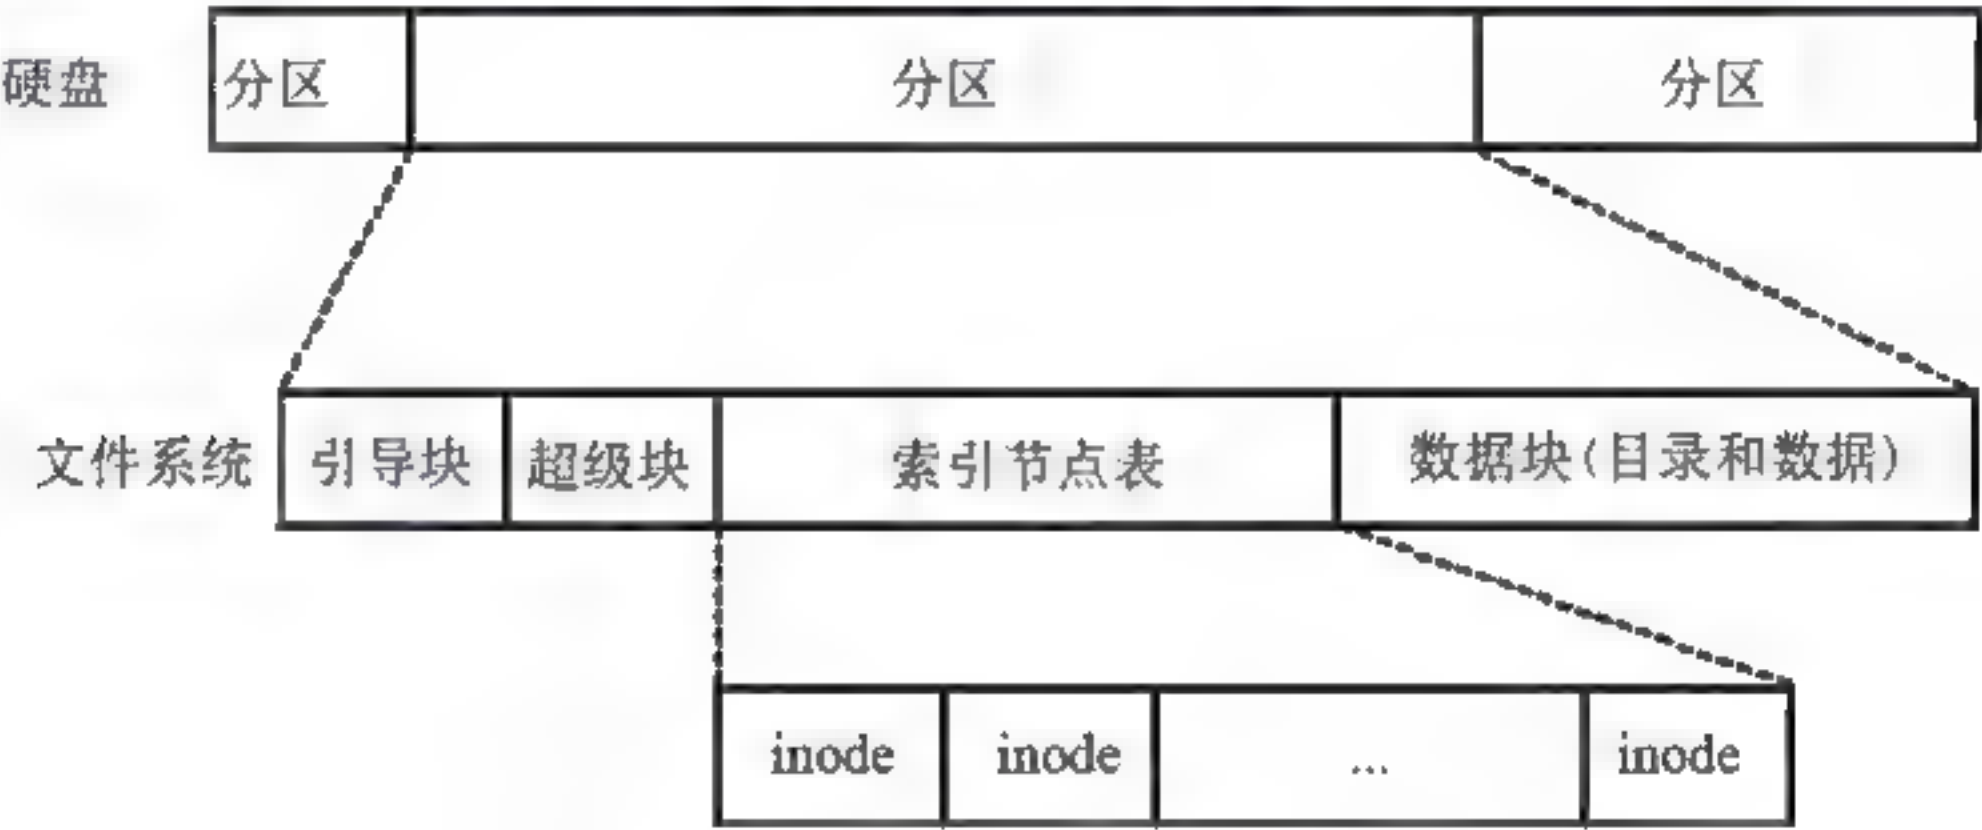 硬盘 分区 分区 分区
文件系统 引导块 超级块 索引节点表 数据块(目录和数据)
inode inode ... inode